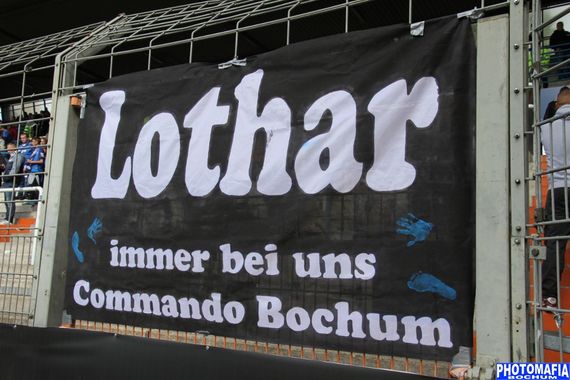 Lothar
immer bei uns
Commando Bochum
PHOTOMAFIA
BOCHUM